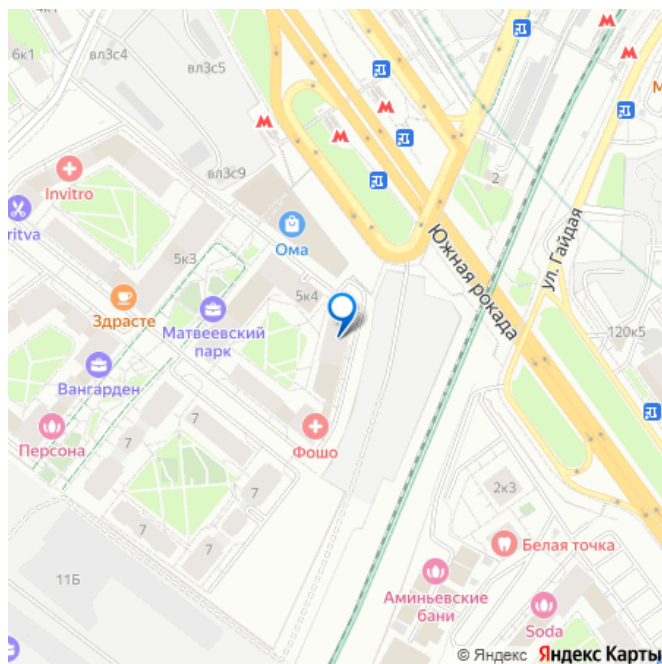 4к1
6к1
вл3с4
вл3с5
вл3с9
Invitro
ritva
Ома
2
Южная рокада
ул. Гайдая
5к3
5к4
Здрасте
Матвеевский
парк
120к5
Вангарден
Персона
7
7
7
7
7
Фошо
2к3
Белая точка
11Б
Аминьевские
бани
Soda
© Яндекс Яндекс Карты